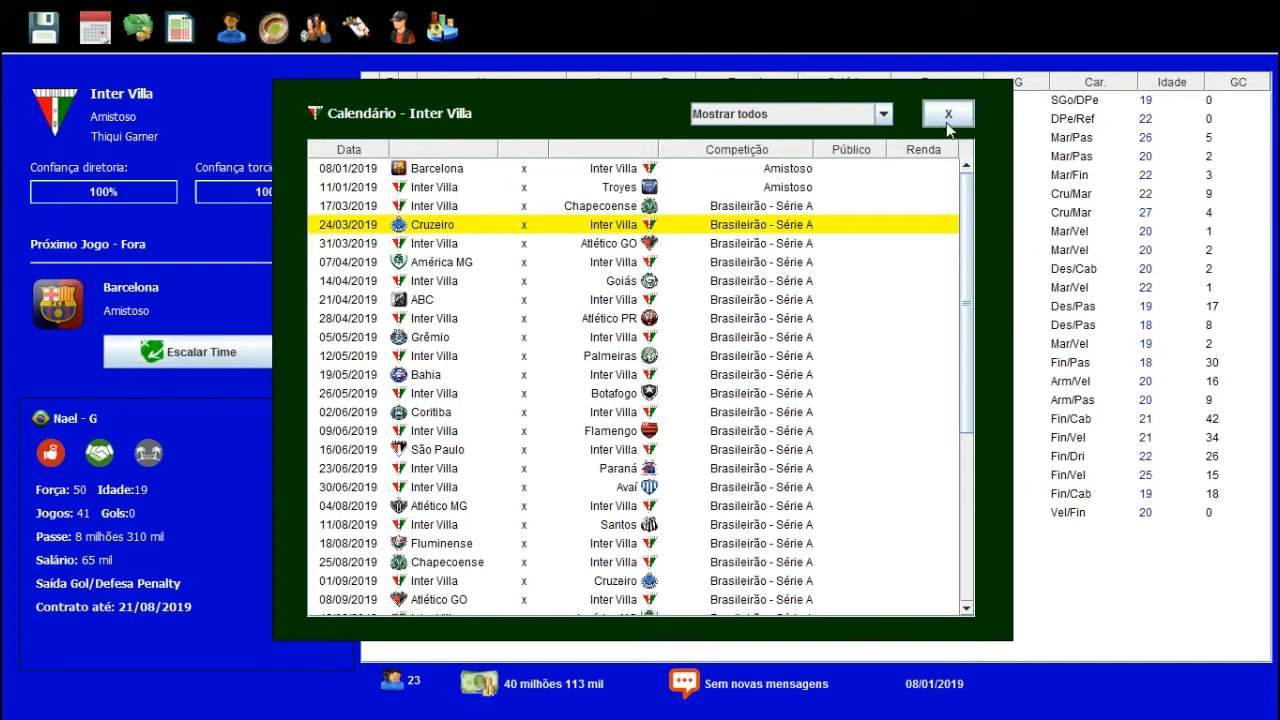 Inter Villa
Amistoso
Thiqui Gamer
Confiança diretoria:
Confiança torcid
100%
100
Próximo Jogo - Fora
Barcelona
Amistoso
Escalar Time
Nael - G
Força: 50 Idade:19
Jogos: 41 Gols:0
Passe: 8 milhões 310 mil
Salário: 65 mil
Saída Gol/Defesa Penalty
Contrato até: 21/08/2019
Calendário - Inter Villa
Mostrar todos
X
Data Competição Público Renda
08/01/2019 Barcelona x Inter Villa Amistoso
11/01/2019 Inter Villa x Troyes Amistoso
17/03/2019 Inter Villa x Chapecoense Brasileirão - Série A
24/03/2019 Cruzeiro x Inter Villa Brasileirão - Série A
31/03/2019 Inter Villa x Atlético GO Brasileirão - Série A
07/04/2019 América MG x Inter Villa Brasileirão - Série A
14/04/2019 Inter Villa x Goiás Brasileirão - Série A
21/04/2019 ABC x Inter Villa Brasileirão - Série A
28/04/2019 Inter Villa x Atlético PR Brasileirão - Série A
05/05/2019 Grêmio x Inter Villa Brasileirão - Série A
12/05/2019 Inter Villa x Palmeiras Brasileirão - Série A
19/05/2019 Bahia x Inter Villa Brasileirão - Série A
26/05/2019 Inter Villa x Botafogo Brasileirão - Série A
02/06/2019 Coritiba x Inter Villa Brasileirão - Série A
09/06/2019 Inter Villa x Flamengo Brasileirão - Série A
16/06/2019 São Paulo x Inter Villa Brasileirão - Série A
23/06/2019 Inter Villa x Paraná Brasileirão - Série A
30/06/2019 Inter Villa x Avaí Brasileirão - Série A
04/08/2019 Atlético MG x Inter Villa Brasileirão - Série A
11/08/2019 Inter Villa x Santos Brasileirão - Série A
18/08/2019 Fluminense x Inter Villa Brasileirão - Série A
25/08/2019 Chapecoense x Inter Villa Brasileirão - Série A
01/09/2019 Inter Villa x Cruzeiro Brasileirão - Série A
08/09/2019 Atlético GO x Inter Villa Brasileirão - Série A
G Car. Idade GC
SGo/DPe 19 0
DPe/Ref 22 0
Mar/Pas 26 5
Mar/Pas 20 2
Mar/Fin 22 3
Cru/Mar 22 9
Cru/Mar 27 4
Mar/Vel 20 1
Mar/Vel 20 2
Des/Cab 20 2
Mar/Vel 22 1
Des/Pas 19 17
Des/Pas 18 8
Mar/Vel 19 2
Fin/Pas 18 30
Arm/Vel 20 16
Arm/Pas 20 9
Fin/Cab 21 42
Fin/Vel 21 34
Fin/Dri 22 26
Fin/Vel 25 15
Fin/Cab 19 18
Vel/Fin 20 0
23
40 milhões 113 mil
Sem novas mensagens
08/01/2019